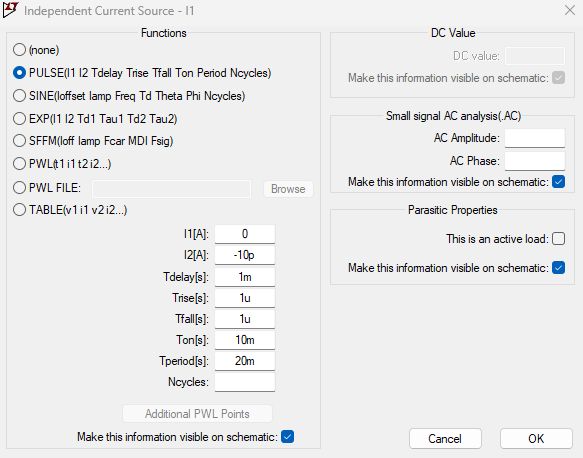 Independent Current Source - I1
Functions
(none)
PULSE(I1 I2 Tdelay Trise Tfall Ton Period Ncycles)
SINE(Ioffset Iamp Freq Td Theta Phi Ncycles)
EXP(I1 I2 Td1 Tau1 Td2 Tau2)
SFFM(Ioff Iamp Fcar MDI Fsig)
PWL(t1 i1 t2 i2...)
PWL FILE:
Browse
TABLE(v1 i1 v2 i2...)
I1[A]: 0
I2[A]: -10p
Tdelay[s]: 1m
Trise[s]: 1u
Tfall[s]: 1u
Ton[s]: 10m
Tperiod[s]: 20m
Ncycles:
Additional PWL Points
Make this information visible on schematic:
DC Value
DC value:
Make this information visible on schematic:
Small signal AC analysis(.AC)
AC Amplitude:
AC Phase:
Make this information visible on schematic:
Parasitic Properties
This is an active load:
Make this information visible on schematic:
Cancel
OK